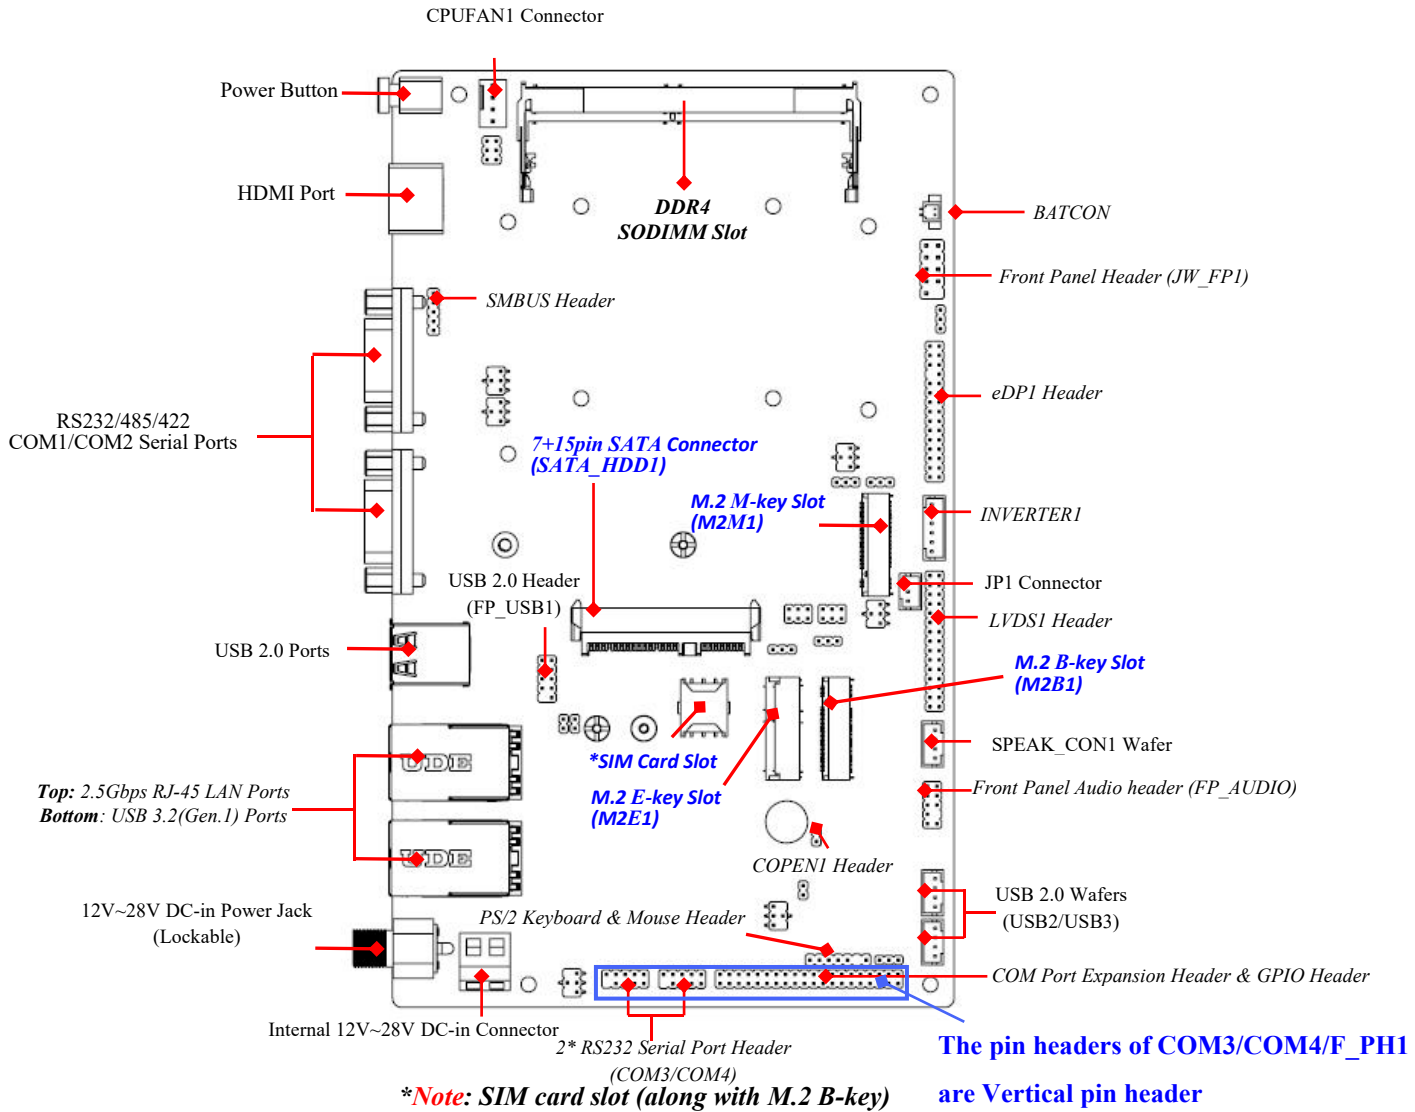 CPUFAN1 Connector
Power Button
HDMI Port
DDR4
SODIMM Slot
BATCON
Front Panel Header (JW_FP1)
SMBUS Header
eDP1 Header
RS232/485/422
COM1/COM2 Serial Ports
7+15pin SATA Connector
(SATA_HDD1)
M.2 M-key Slot
(M2M1)
INVERTER1
USB 2.0 Header
(FP_USB1)
JP1 Connector
LVDS1 Header
USB 2.0 Ports
M.2 B-key Slot
(M2B1)
SPEAK_CON1 Wafer
*SIM Card Slot
UDE
Top: 2.5Gbps RJ-45 LAN Ports
Bottom: USB 3.2(Gen.1) Ports
M.2 E-key Slot
(M2E1)
Front Panel Audio header (FP_AUDIO)
UDE
COPEN1 Header
12V~28V DC-in Power Jack
(Lockable)
PS/2 Keyboard & Mouse Header
USB 2.0 Wafers
(USB2/USB3)
COM Port Expansion Header & GPIO Header
Internal 12V~28V DC-in Connector
2* RS232 Serial Port Header
(COM3/COM4)
The pin headers of COM3/COM4/F_PH1
are Vertical pin header
*Note: SIM card slot (along with M.2 B-key)